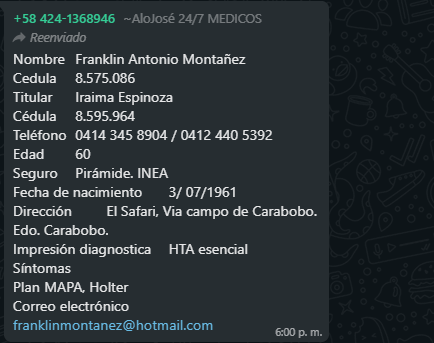 +58 424-1368946 ~AloJosé 24/7 MEDICOS
Reenviado
Nombre Franklin Antonio Montañez
Cedula 8.575.086
Titular Iraima Espinoza
Cédula 8.595.964
Teléfono 0414 345 8904 / 0412 440 5392
Edad 60
Seguro Pirámide. INEA
Fecha de nacimiento 3/ 07/1961
Dirección El Safari, Via campo de Carabobo.
Edo. Carabobo.
Impresión diagnostica HTA esencial
Síntomas
Plan MAPA, Holter
Correo electrónico
franklinmontanez@hotmail.com
6:00 p. m.